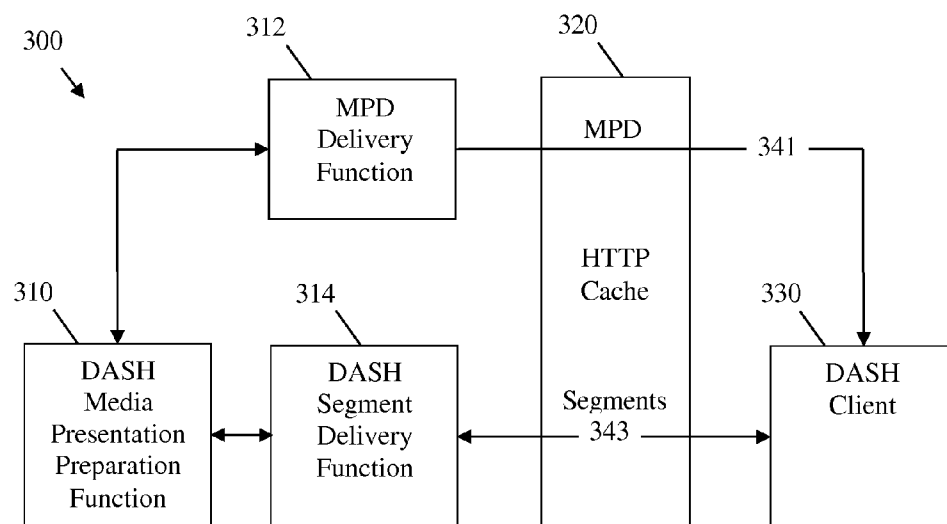 300
312
320
MPD
Delivery
Function
MPD
341
HTTP
Cache
310
314
330
DASH
Media
Presentation
Preparation
Function
DASH
Segment
Delivery
Function
Segments
343
DASH
Client